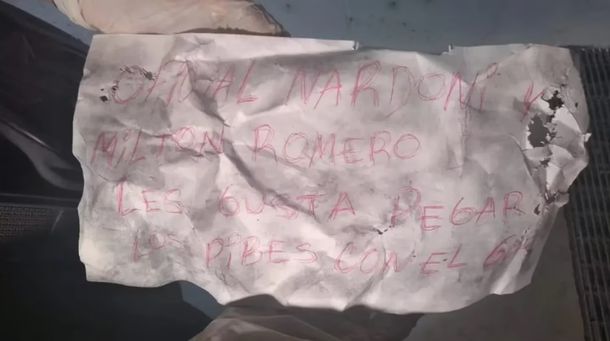 OFICIAL NARDONI Y
MILTON ROMERO
LES GUSTA PEGAR
LOS PIBES CON EL